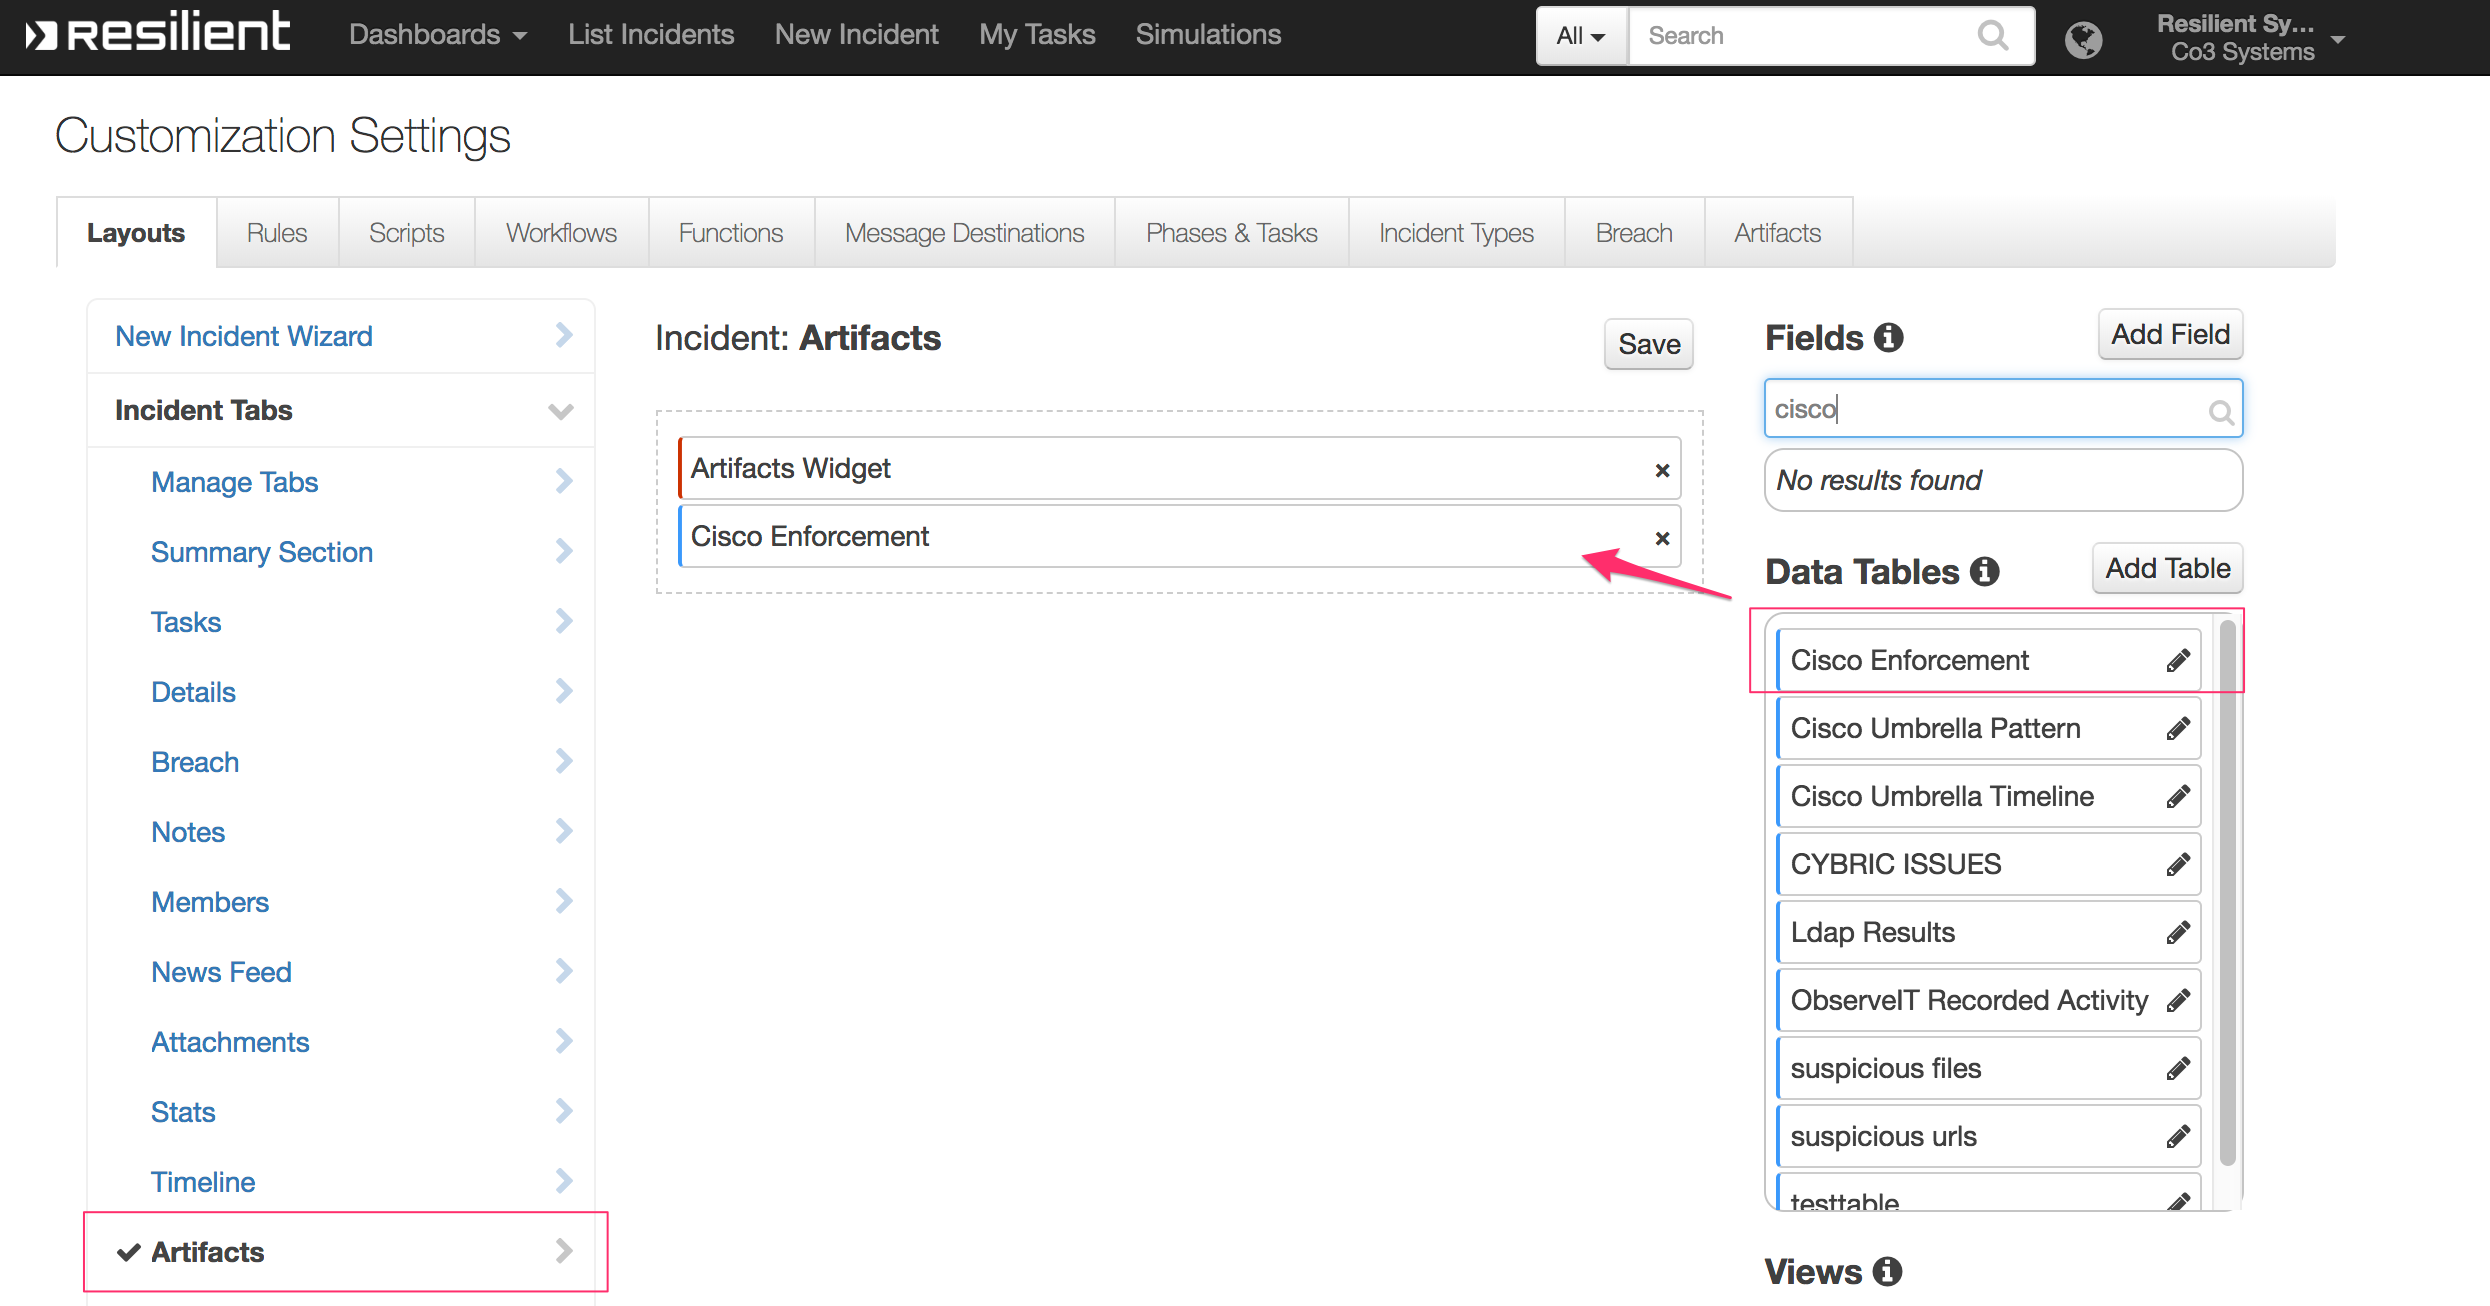 resilient
Dashboards List Incidents New Incident My Tasks Simulations
All Search
Resilient Sy...
Co3 Systems
Customization Settings
Layouts Rules Scripts Workflows Functions Message Destinations Phases & Tasks Incident Types Breach Artifacts
New Incident Wizard
Incident Tabs
Manage Tabs
Summary Section
Tasks
Details
Breach
Notes
Members
News Feed
Attachments
Stats
Timeline
Artifacts
Incident: Artifacts
Save
Artifacts Widget
Cisco Enforcement
Fields
Add Field
cisco
No results found
Data Tables
Add Table
Cisco Enforcement
Cisco Umbrella Pattern
Cisco Umbrella Timeline
CYBRIC ISSUES
Ldap Results
ObserveIT Recorded Activity
suspicious files
suspicious urls
testtable
Views